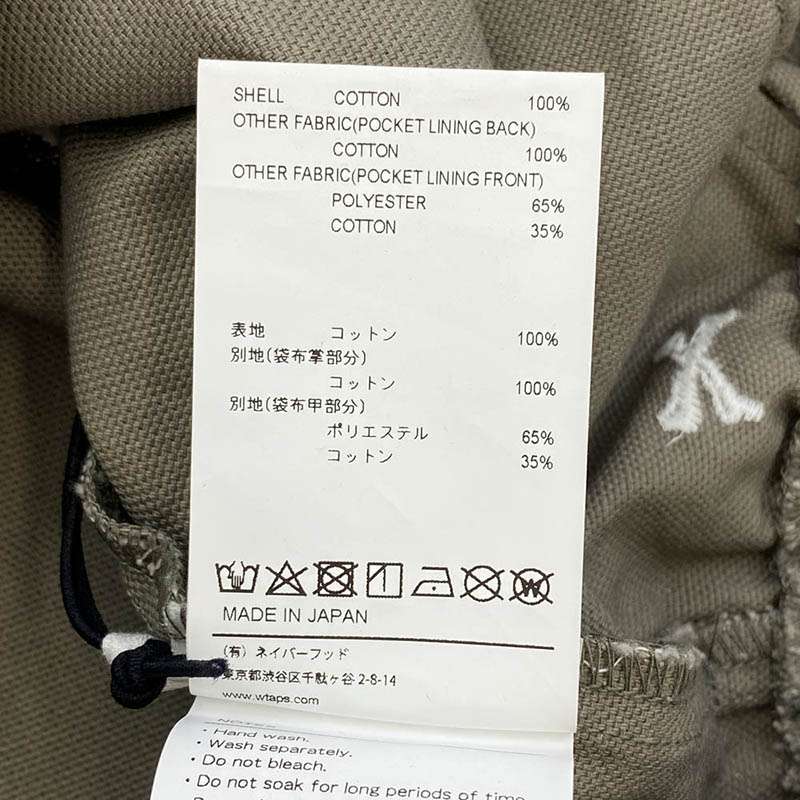 SHELL COTTON 100%
OTHER FABRIC(POCKET LINING BACK)
COTTON 100%
OTHER FABRIC(POCKET LINING FRONT)
POLYESTER 65%
COTTON 35%
表地 コットン 100%
別地(袋布掌部分)
コットン 100%
別地(袋布甲部分)
ポリエステル 65%
コットン 35%
W
MADE IN JAPAN
(有) ネイバーフッド
東京都渋谷区千駄ヶ谷 2-8-14
www.wtaps.com
NOTES
・Hand wash.
・Wash separately.
・Do not bleach.
・Do not soak for long periods of time
K